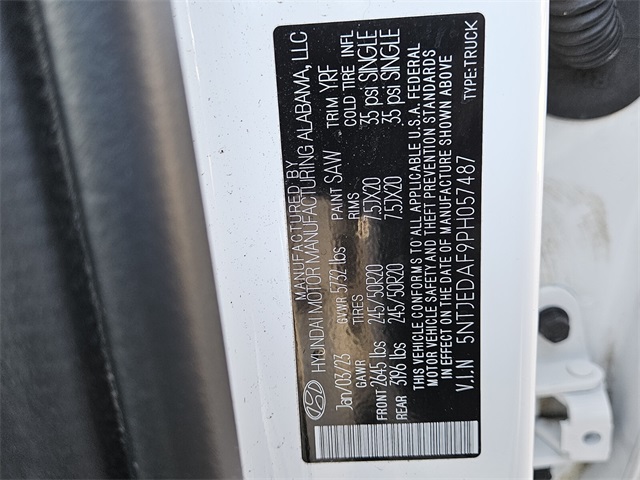 MANUFACTURED BY
HYUNDAI MOTOR MANUFACTURING ALABAMA, LLC
Jan/03/23 GVWR 5732 lbs PAINT SAW TRIM YRF
GAWR TIRES RIMS COLD TIRE INFL
FRONT 2645 lbs 245/50R20 7.5JX20 35 psi SINGLE
REAR 3196 lbs 245/50R20 7.5JX20 35 psi SINGLE
THIS VEHICLE CONFORMS TO ALL APPLICABLE U.S.A. FEDERAL
MOTOR VEHICLE SAFETY AND THEFT PREVENTION STANDARDS
IN EFFECT ON THE DATE OF MANUFACTURE SHOWN ABOVE
V.I.N 5NTJEDAF9PH057487 TYPE:TRUCK